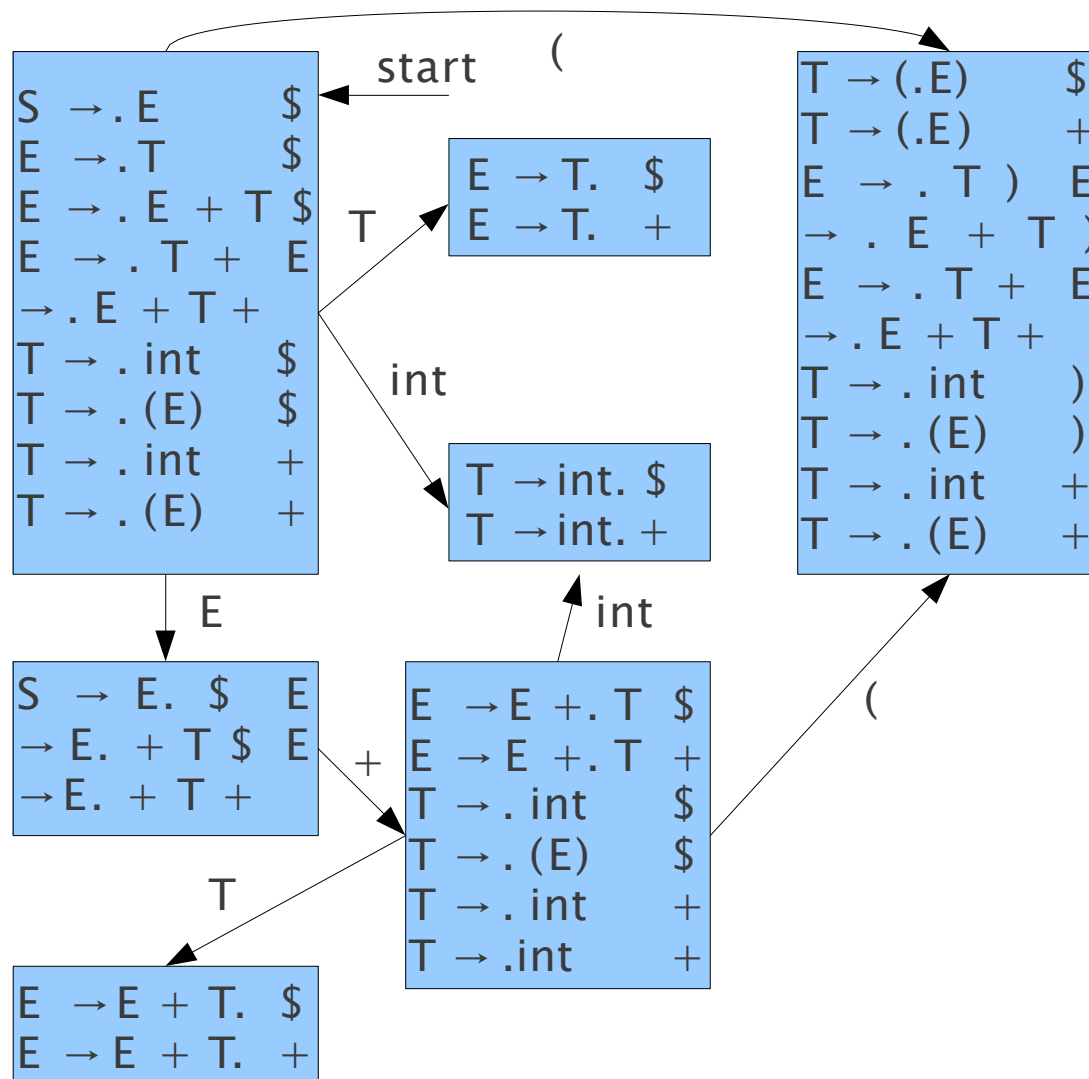 (
start
S → . E $
E → . T $
E → . E + T $
E → . T + E
→ . E + T +
T → . int $
T → . (E) $
T → . int +
T → . (E) +
T
E → T. $
E → T. +
int
T → int. $
T → int. +
T → (.E) $
T → (.E) +
E → . T ) E
→ . E + T )
E → . T + E
→ . E + T +
T → . int )
T → . (E) )
T → . int +
T → . (E) +
E
int
(
S → E. $ E
→ E. + T $ E
→ E. + T +
+
E → E +. T $
E → E +. T +
T → . int $
T → . (E) $
T → . int +
T → .int +
T
E → E + T. $
E → E + T. +